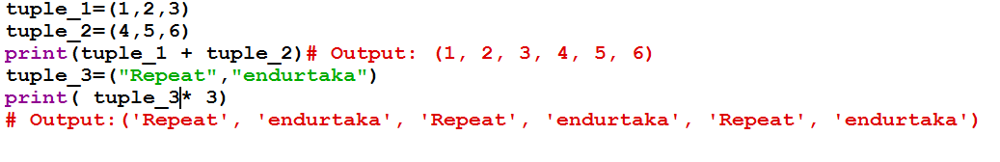 tuple_1=(1,2,3)
tuple_2=(4,5,6)
print(tuple_1 + tuple_2)# Output: (1, 2, 3, 4, 5, 6)
tuple_3=("Repeat","endurtaka")
print( tuple_3* 3)
# Output:('Repeat', 'endurtaka', 'Repeat', 'endurtaka', 'Repeat', 'endurtaka')